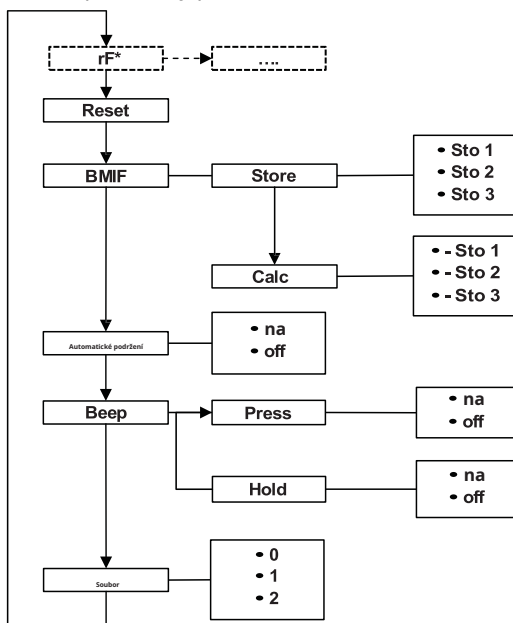 rF*
....
Reset
BMIF
Store
• Sto 1
• Sto 2
• Sto 3
Calc
• - Sto 1
• - Sto 2
• - Sto 3
Automatické podržení
• na
• off
Beep
Press
• na
• off
Hold
• na
• off
Soubor
• 0
• 1
• 2